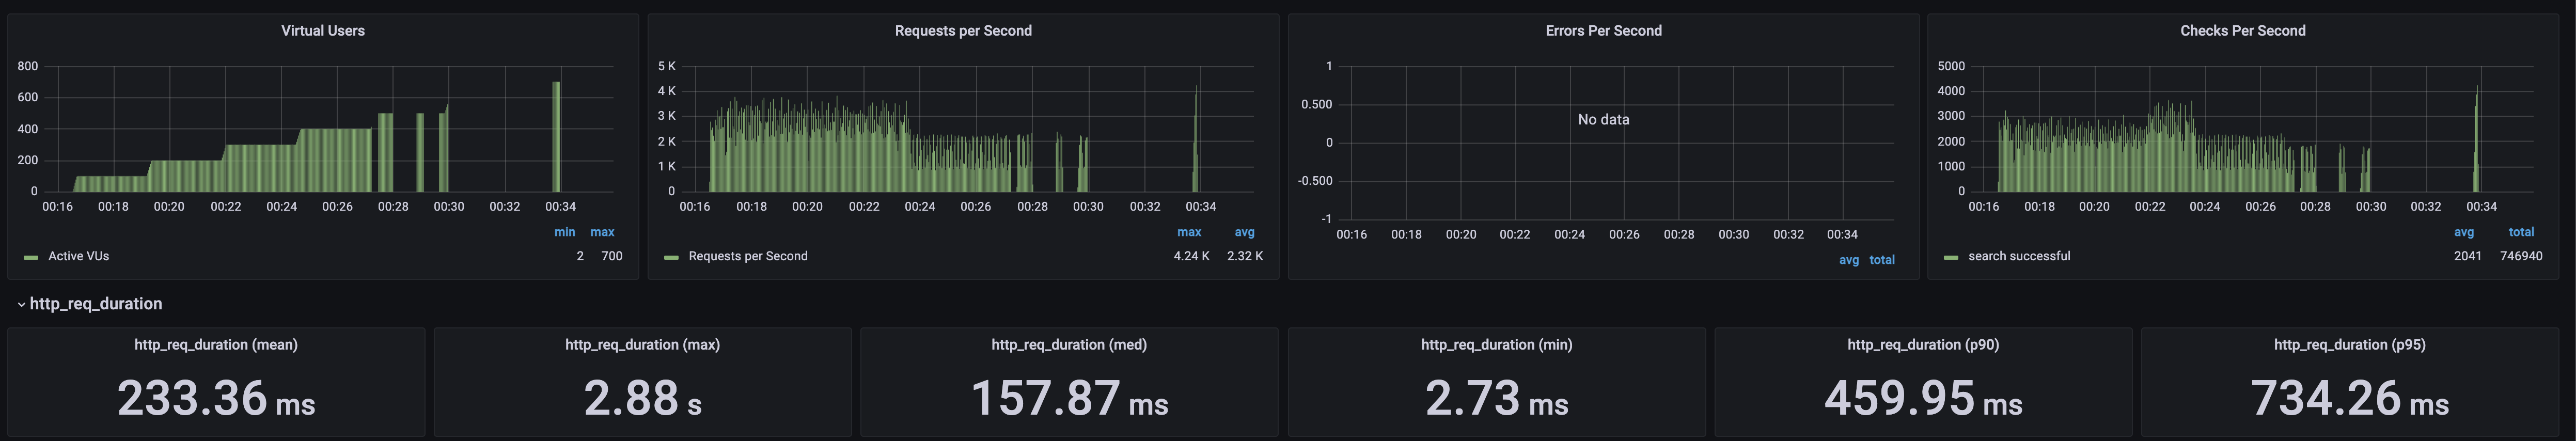 Virtual Users
800
600
400
200
0
00:16 00:18 00:20 00:22 00:24 00:26 00:28 00:30 00:32 00:34
min max
Active VUs 2 700
Requests per Second
5 K
4 K
3 K
2 K
1 K
0
00:16 00:18 00:20 00:22 00:24 00:26 00:28 00:30 00:32 00:34
max avg
Requests per Second 4.24 K 2.32 K
Errors Per Second
1
0.500
0
-0.500
-1
No data
00:16 00:18 00:20 00:22 00:24 00:26 00:28 00:30 00:32 00:34
avg total
Checks Per Second
5000
4000
3000
2000
1000
0
00:16 00:18 00:20 00:22 00:24 00:26 00:28 00:30 00:32 00:34
avg total
search successful 2041 746940
http_req_duration
http_req_duration (mean)
233.36 ms
http_req_duration (max)
2.88 s
http_req_duration (med)
157.87 ms
http_req_duration (min)
2.73 ms
http_req_duration (p90)
459.95 ms
http_req_duration (p95)
734.26 ms